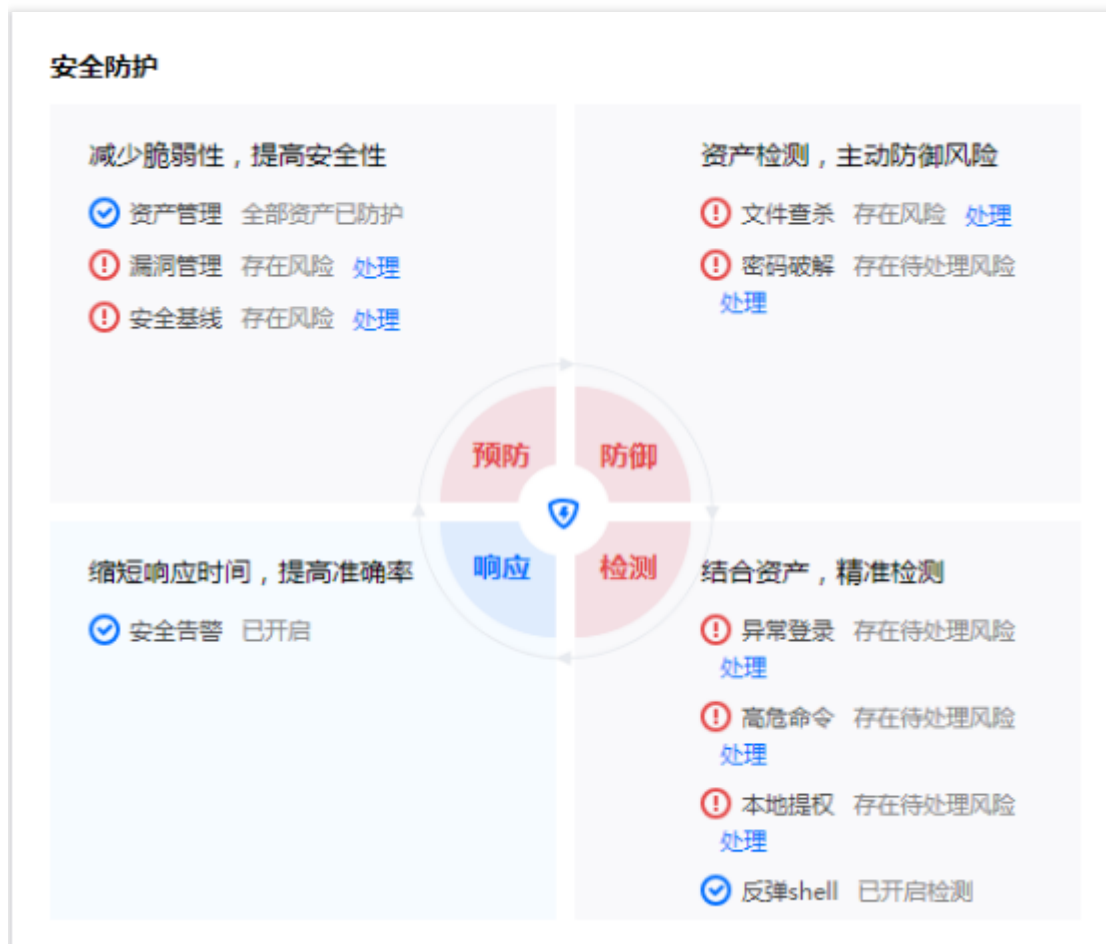 安全防护
减少脆弱性，提高安全性
资产管理 全部资产已防护
漏洞管理 存在风险 处理
安全基线 存在风险 处理
资产检测，主动防御风险
文件查杀 存在风险 处理
密码破解 存在待处理风险
处理
预防
防御
响应
检测
缩短响应时间，提高准确率
安全告警 已开启
结合资产，精准检测
异常登录 存在待处理风险
处理
高危命令 存在待处理风险
处理
本地提权 存在待处理风险
处理
反弹shell 已开启检测